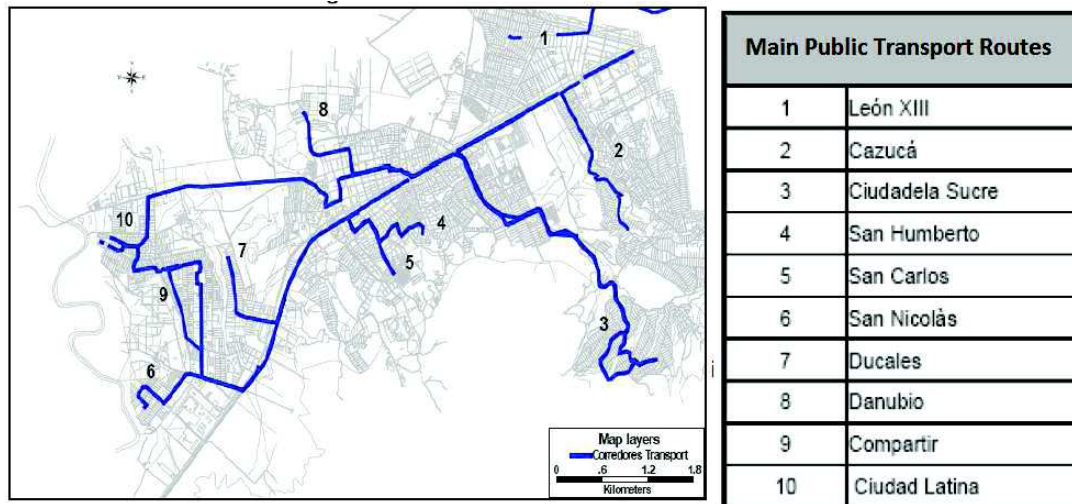 1
8
2
10
4
7
5
9
3
6
Map layers
Corredores Transport
0 .6 1.2 1.8
Kilometers
Main Public Transport Routes
1 León XIII
2 Cazucá
3 Ciudadela Sucre
4 San Humberto
5 San Carlos
6 San Nicolàs
7 Ducales
8 Danubio
9 Compartir
10 Ciudad Latina